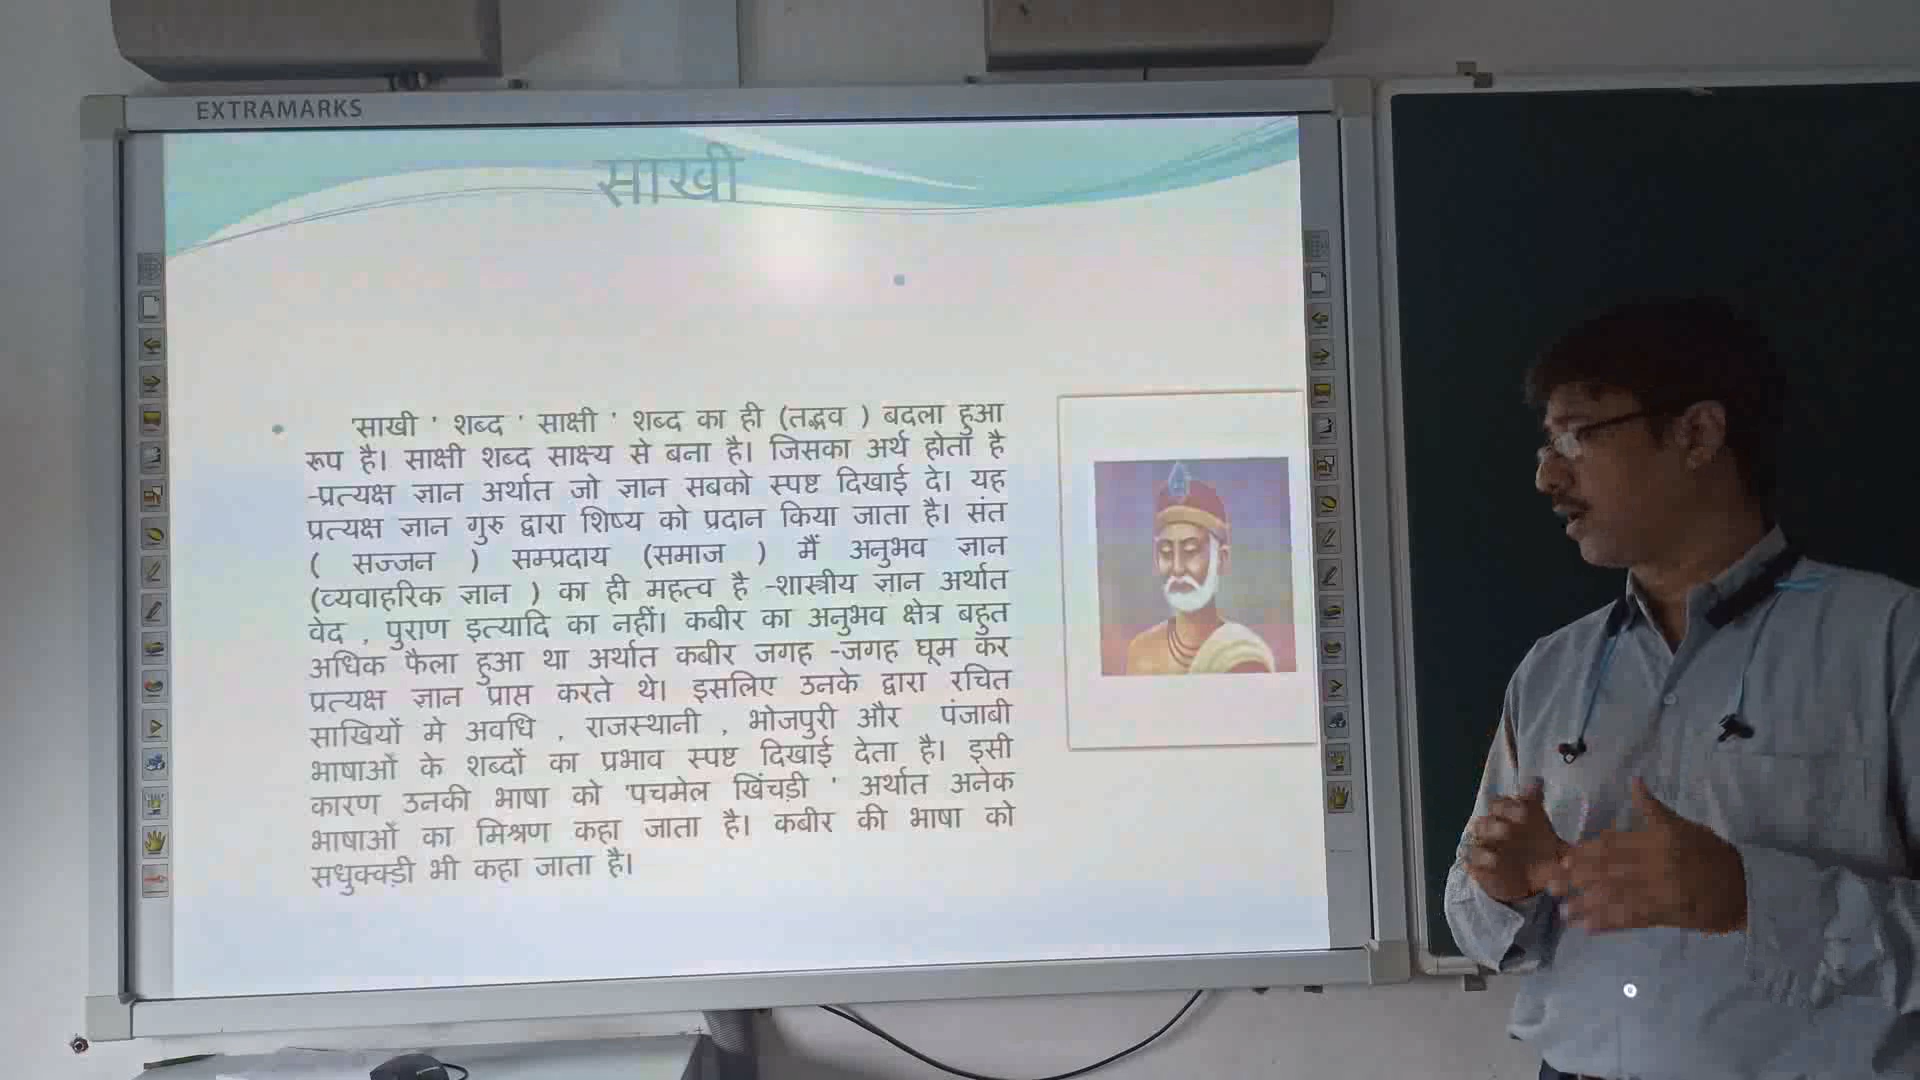 EXTRAMARKS
साखी
'साखी ' शब्द ' साक्षी ' शब्द का ही (तद्भव ) बदला हुआ
रूप है। साक्षी शब्द साक्ष्य से बना है। जिसका अर्थ होता है
-प्रत्यक्ष ज्ञान अर्थात जो ज्ञान सबको स्पष्ट दिखाई दे। यह
प्रत्यक्ष ज्ञान गुरु द्वारा शिष्य को प्रदान किया जाता है। संत
( सज्जन ) सम्प्रदाय (समाज ) मैं अनुभव ज्ञान
(व्यवाहरिक ज्ञान ) का ही महत्व है -शास्त्रीय ज्ञान अर्थात
वेद , पुराण इत्यादि का नहीं। कबीर का अनुभव क्षेत्र बहुत
अधिक फैला हुआ था अर्थात कबीर जगह -जगह घूम कर
प्रत्यक्ष ज्ञान प्राप्त करते थे। इसलिए उनके द्वारा रचित
साखियों मे अवधि , राजस्थानी , भोजपुरी और पंजाबी
भाषाओँ के शब्दों का प्रभाव स्पष्ट दिखाई देता है। इसी
कारण उनकी भाषा को 'पचमेल खिंचड़ी ' अर्थात अनेक
भाषाओँ का मिश्रण कहा जाता है। कबीर की भाषा को
सधुक्क्ड़ी भी कहा जाता है।